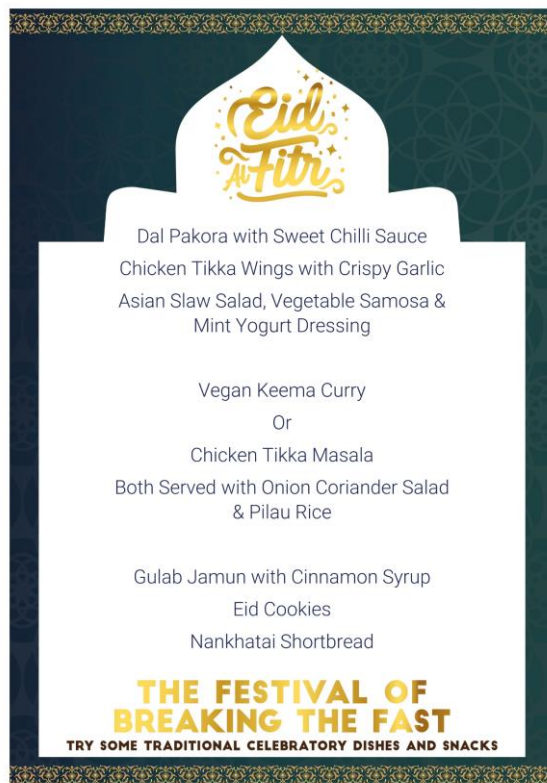 Eid
Al Fitr
Dal Pakora with Sweet Chilli Sauce
Chicken Tikka Wings with Crispy Garlic
Asian Slaw Salad, Vegetable Samosa &
Mint Yogurt Dressing
Vegan Keema Curry
Or
Chicken Tikka Masala
Both Served with Onion Coriander Salad
& Pilau Rice
Gulab Jamun with Cinnamon Syrup
Eid Cookies
Nankhatai Shortbread
THE FESTIVAL OF
BREAKING THE FAST
TRY SOME TRADITIONAL CELEBRATORY DISHES AND SNACKS